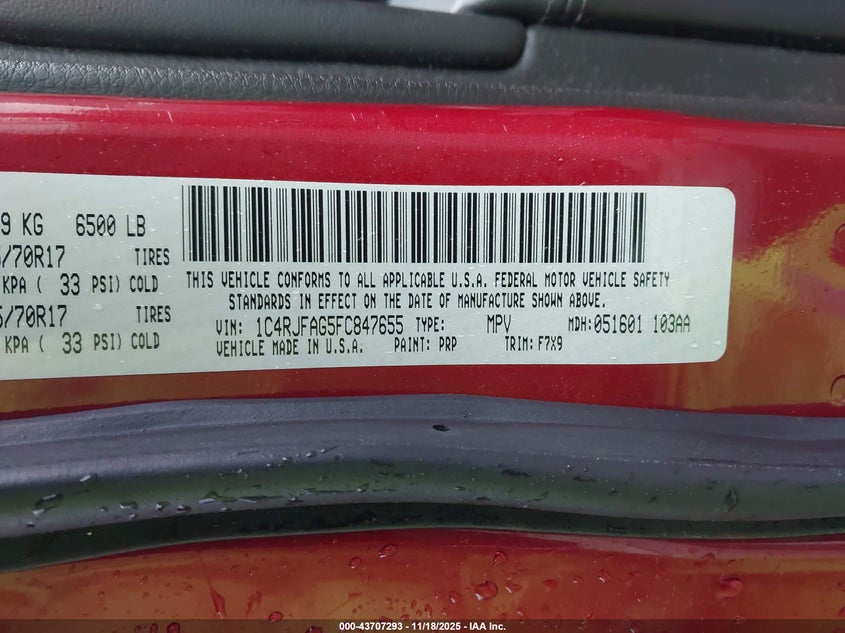 9 KG 6500 LB
/70R17 TIRES
KPA ( 33 PSI) COLD
5/70R17 TIRES
KPA ( 33 PSI) COLD
THIS VEHICLE CONFORMS TO ALL APPLICABLE U.S.A. FEDERAL MOTOR VEHICLE SAFETY
STANDARDS IN EFFECT ON THE DATE OF MANUFACTURE SHOWN ABOVE.
VIN: 1C4RJFAG5FC847655 TYPE: MPV MDH:051601 103AA
VEHICLE MADE IN U.S.A. PAINT: PRP TRIM: F7X9
000-43707293 - 11/18/2025 - IAA Inc.